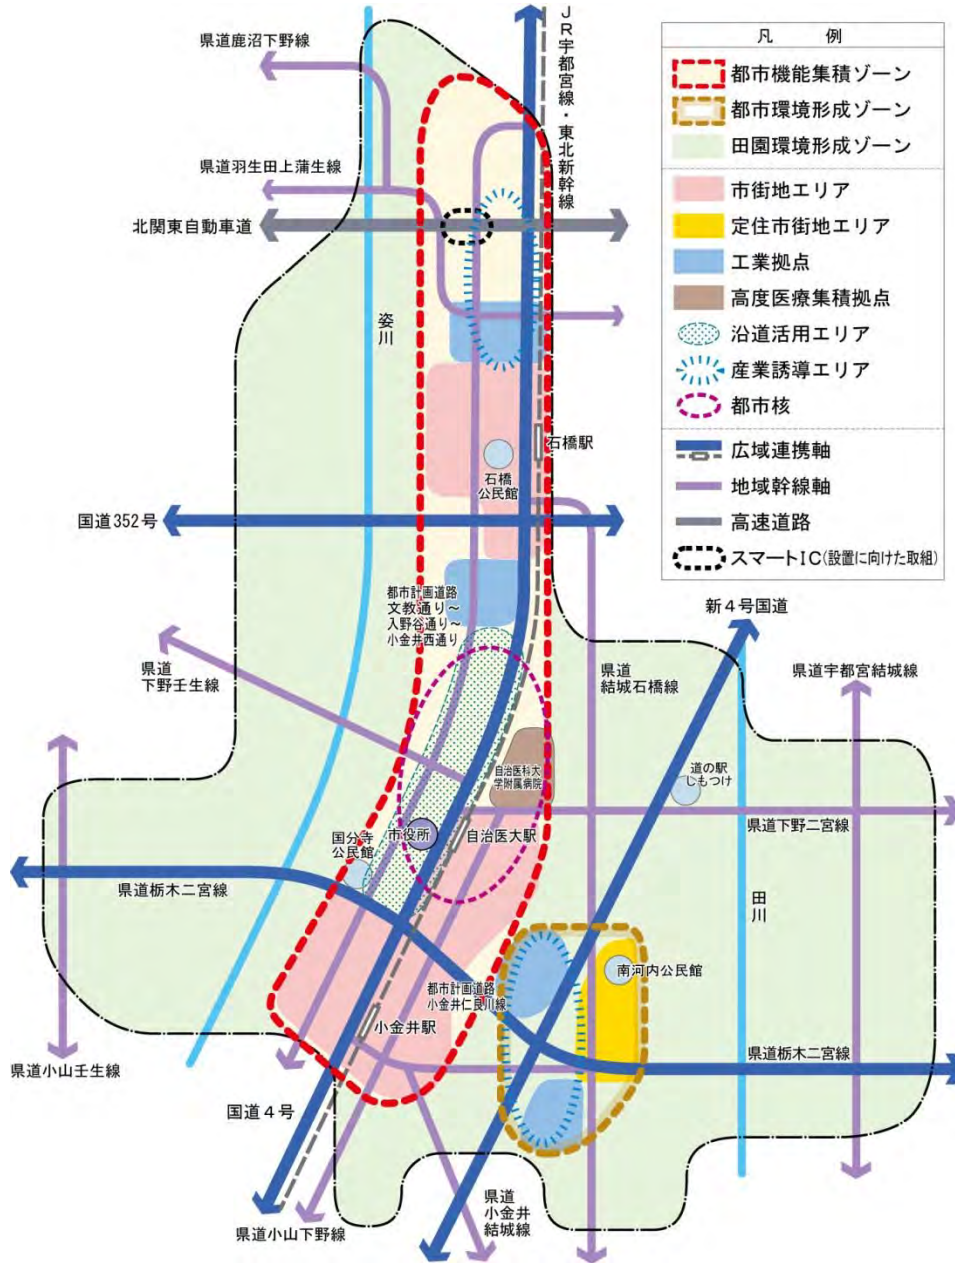 県道鹿沼下野線
JR宇都宮線・東北新幹線
県道羽生田上蒲生線
北関東自動車道
姿川
石橋駅
石橋
公民館
国道352号
都市計画道路
文教通り～
入野谷通り～
小金井西通り
新4号国道
県道
下野壬生線
県道
結城石橋線
県道宇都宮結城線
自治医科大
学附属病院
道の駅
しもつけ
国分寺
公民館
市役所
自治医大駅
県道下野二宮線
県道栃木二宮線
田川
南河内公民館
都市計画道路
小金井仁良川線
小金井駅
県道栃木二宮線
県道小山壬生線
国道4号
県道小山下野線
県道
小金井
結城線
凡 例
都市機能集積ゾーン
都市環境形成ゾーン
田園環境形成ゾーン
市街地エリア
定住市街地エリア
工業拠点
高度医療集積拠点
沿道活用エリア
産業誘導エリア
都市核
広域連携軸
地域幹線軸
高速道路
スマートIC(設置に向けた取組)